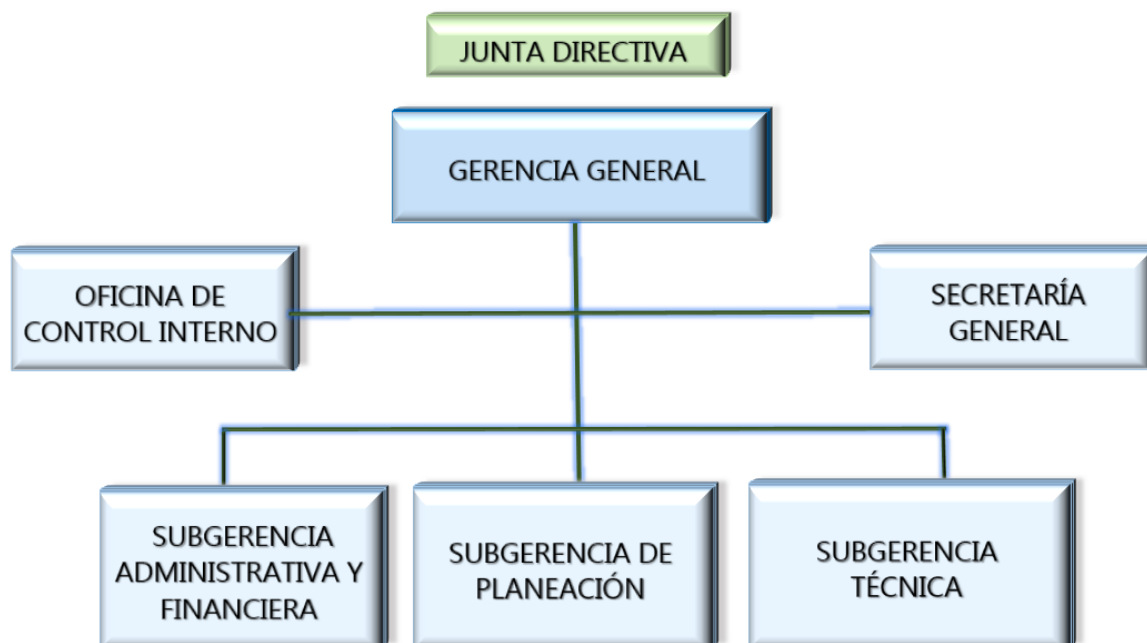 JUNTA DIRECTIVA
GERENCIA GENERAL
OFICINA DE
CONTROL INTERNO
SECRETARÍA
GENERAL
SUBGERENCIA
ADMINISTRATIVA Y
FINANCIERA
SUBGERENCIA DE
PLANEACIÓN
SUBGERENCIA
TÉCNICA